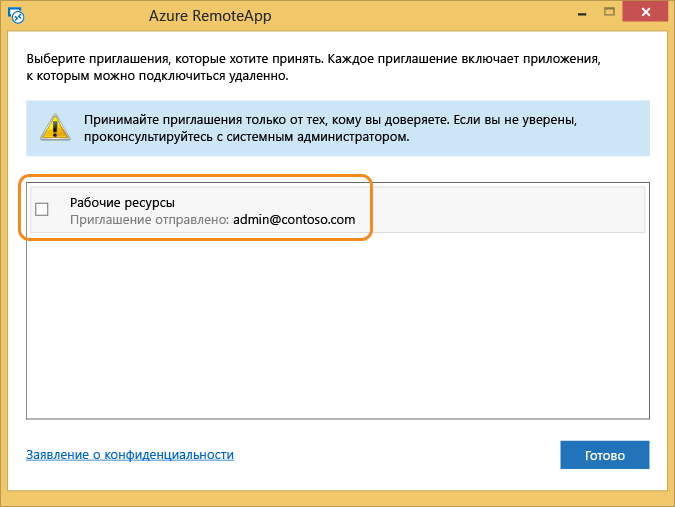 Azure RemoteApp
Выберите приглашения, которые хотите принять. Каждое приглашение включает приложения,
к которым можно подключиться удаленно.
Принимайте приглашения только от тех, кому вы доверяете. Если вы не уверены,
проконсультируйтесь с системным администратором.
Рабочие ресурсы
Приглашение отправлено: admin@contoso.com
Заявление о конфиденциальности
Готово